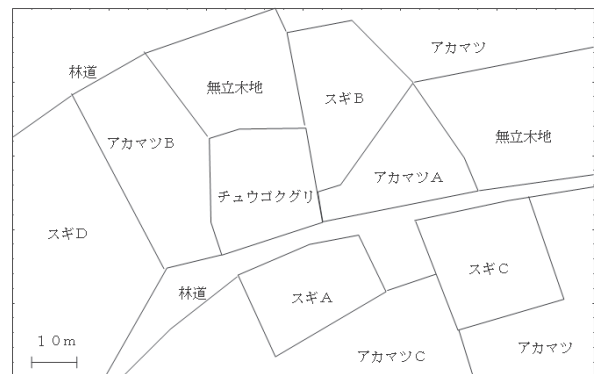 アカマツ
林道
無立木地
スギB
アカマツB
無立木地
アカマツA
チュウゴクグリ
スギD
スギC
林道
スギA
10m
アカマツC
アカマツ